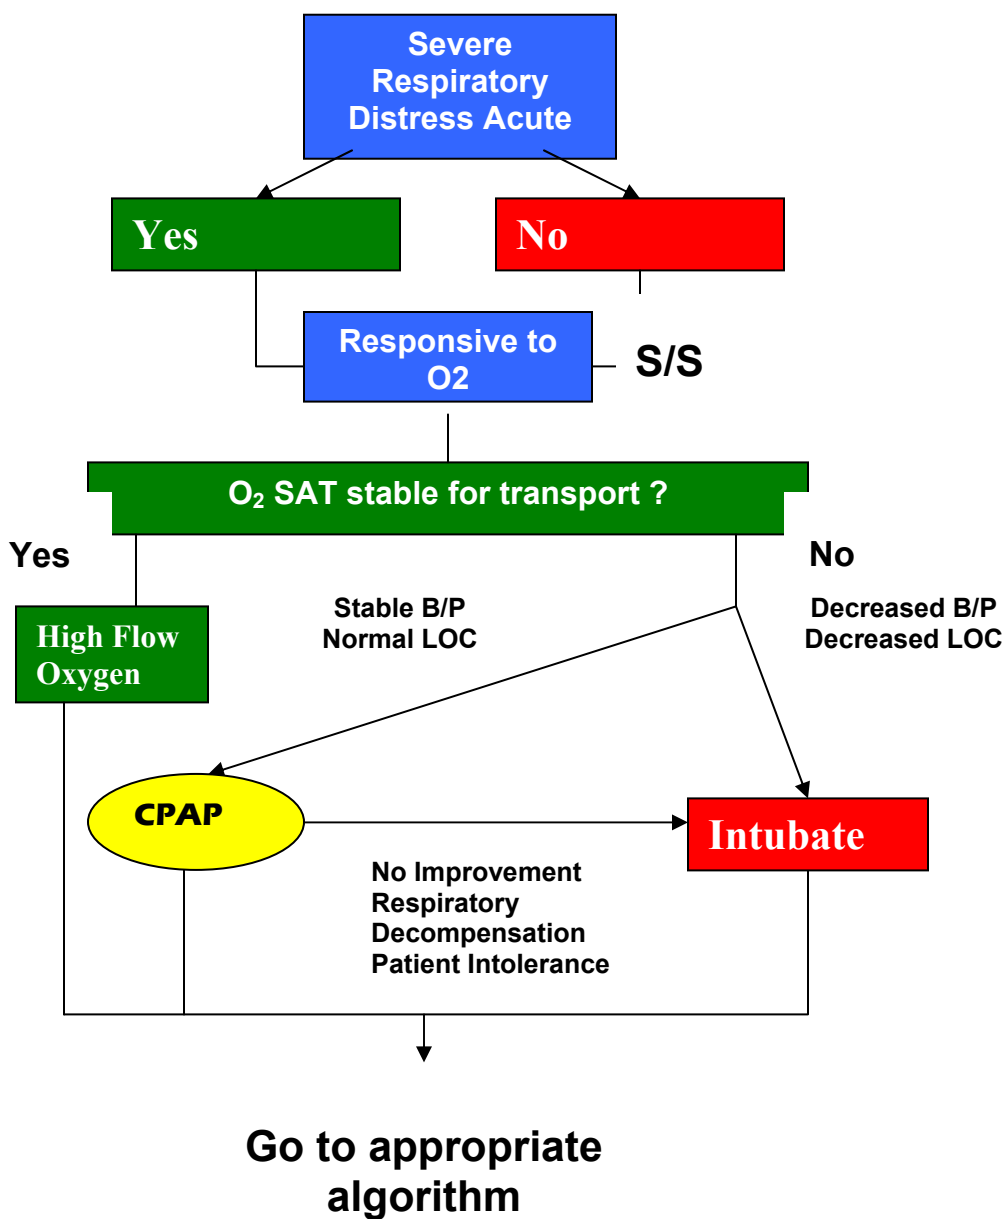 Severe
Respiratory
Distress Acute
Yes
No
Responsive to
O2
S/S
O₂ SAT stable for transport ?
Yes
No
High Flow
Oxygen
Stable B/P
Normal LOC
Decreased B/P
Decreased LOC
CPAP
Intubate
No Improvement
Respiratory
Decompensation
Patient Intolerance
Go to appropriate
algorithm